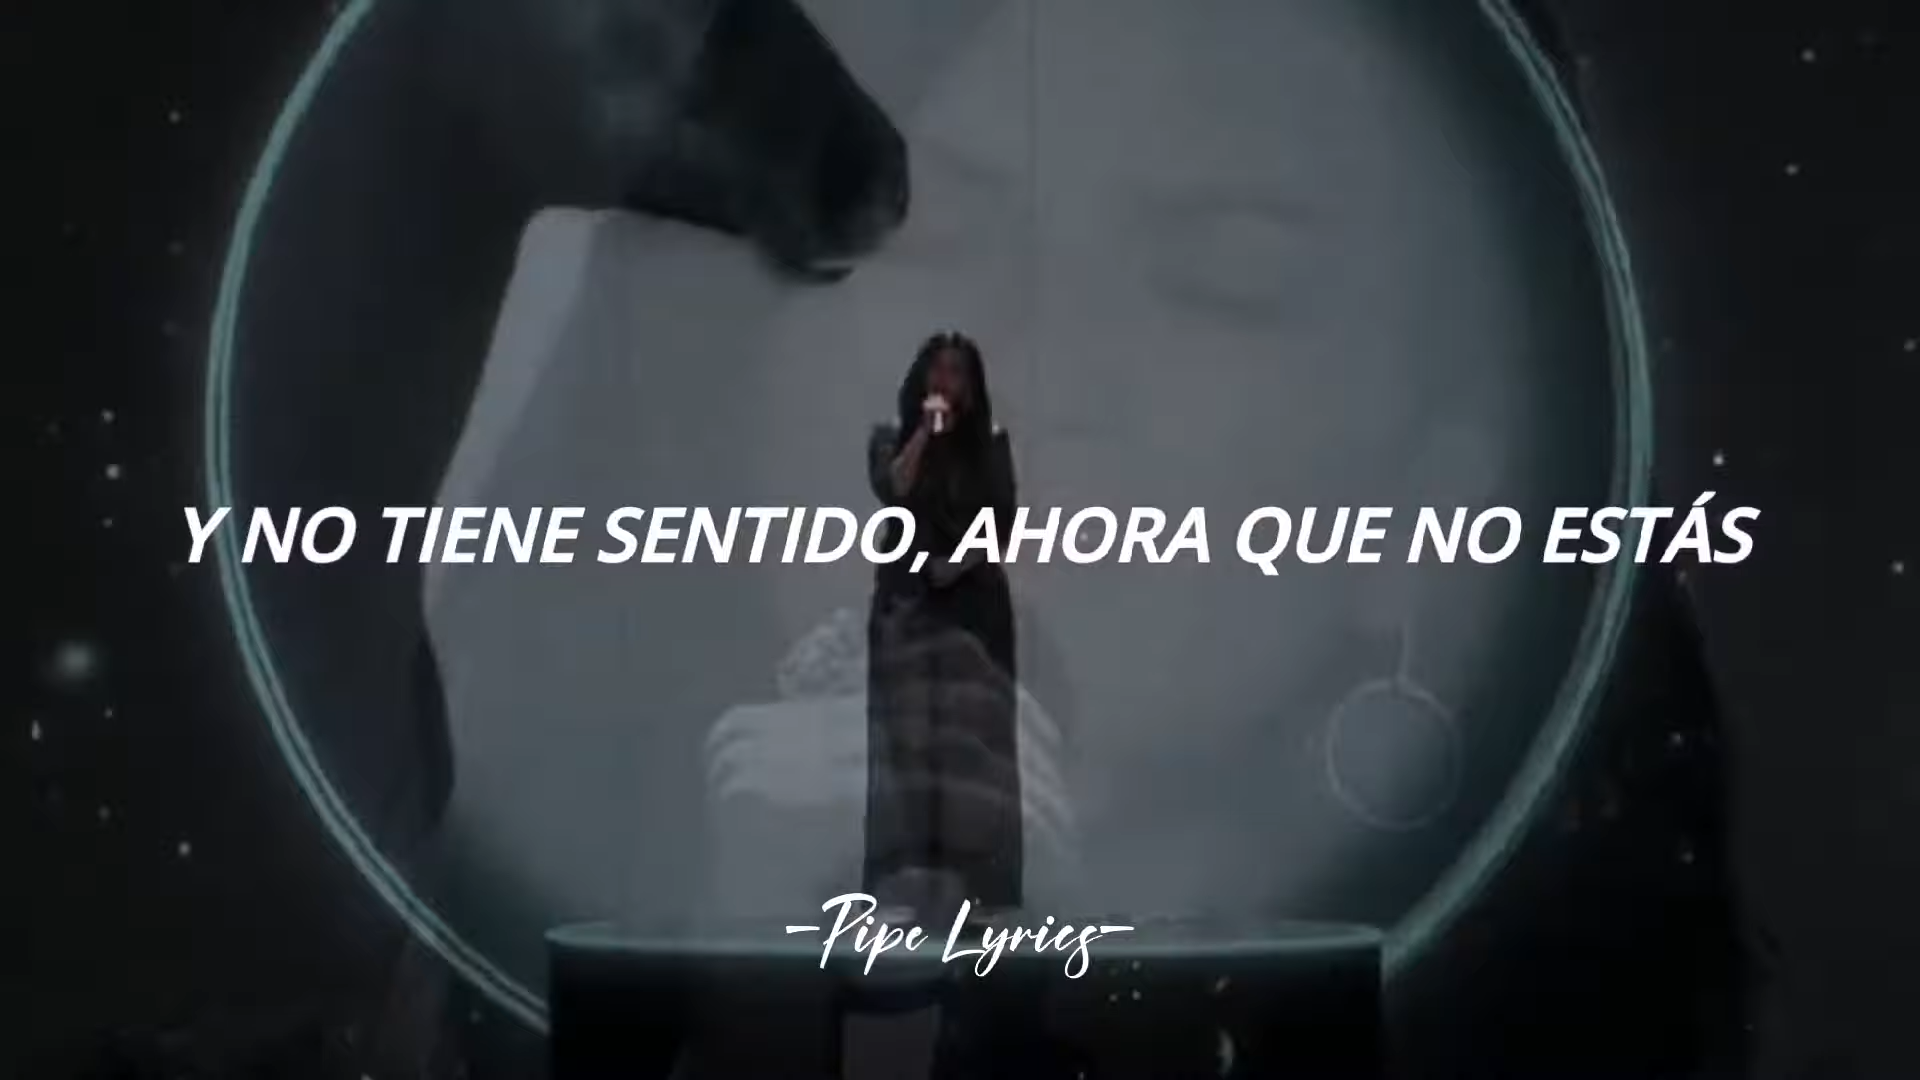 Y NO TIENE SENTIDO, AHORA QUE NO ESTÁS
-Pipe Lyrics-